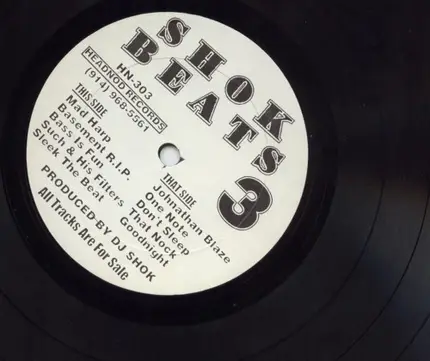 SHOK
BEATS
3
HN-303
HEADNOD RECORDS
(914) 966-5561
THIS SIDE
Mad Harp
Basement R.I.P.
Bass Is Fun
Such & His Filters
Sleek The Beat
THAT SIDE
Johnathan Blaze
One Note
Don't Sleep
That Nock
Goodnight
PRODUCED BY DJ SHOK
All Tracks Are For Sale